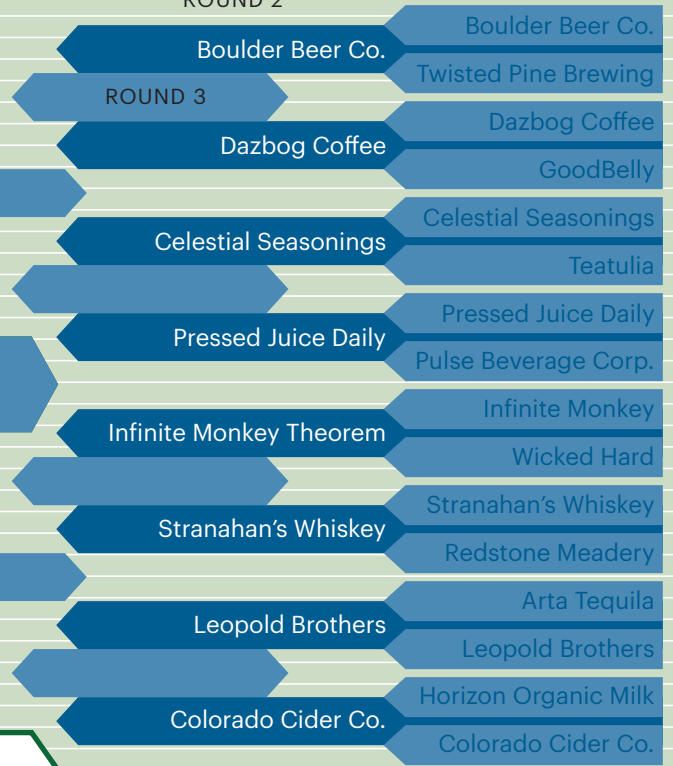 ROUND 2
Boulder Beer Co.
Boulder Beer Co.
Twisted Pine Brewing
ROUND 3
Dazbog Coffee
Dazbog Coffee
GoodBelly
Celestial Seasonings
Celestial Seasonings
Teatulia
Pressed Juice Daily
Pressed Juice Daily
Pulse Beverage Corp.
Infinite Monkey Theorem
Infinite Monkey
Wicked Hard
Stranahan’s Whiskey
Stranahan’s Whiskey
Redstone Meadery
Leopold Brothers
Arta Tequila
Leopold Brothers
Colorado Cider Co.
Horizon Organic Milk
Colorado Cider Co.